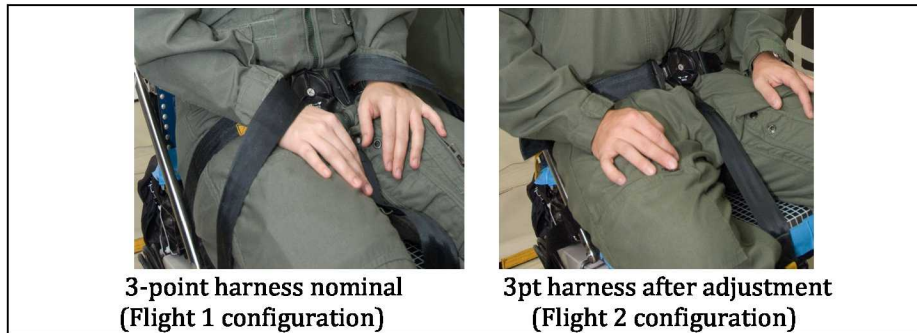 3-point harness nominal
(Flight 1 configuration)
3pt harness after adjustment
(Flight 2 configuration)